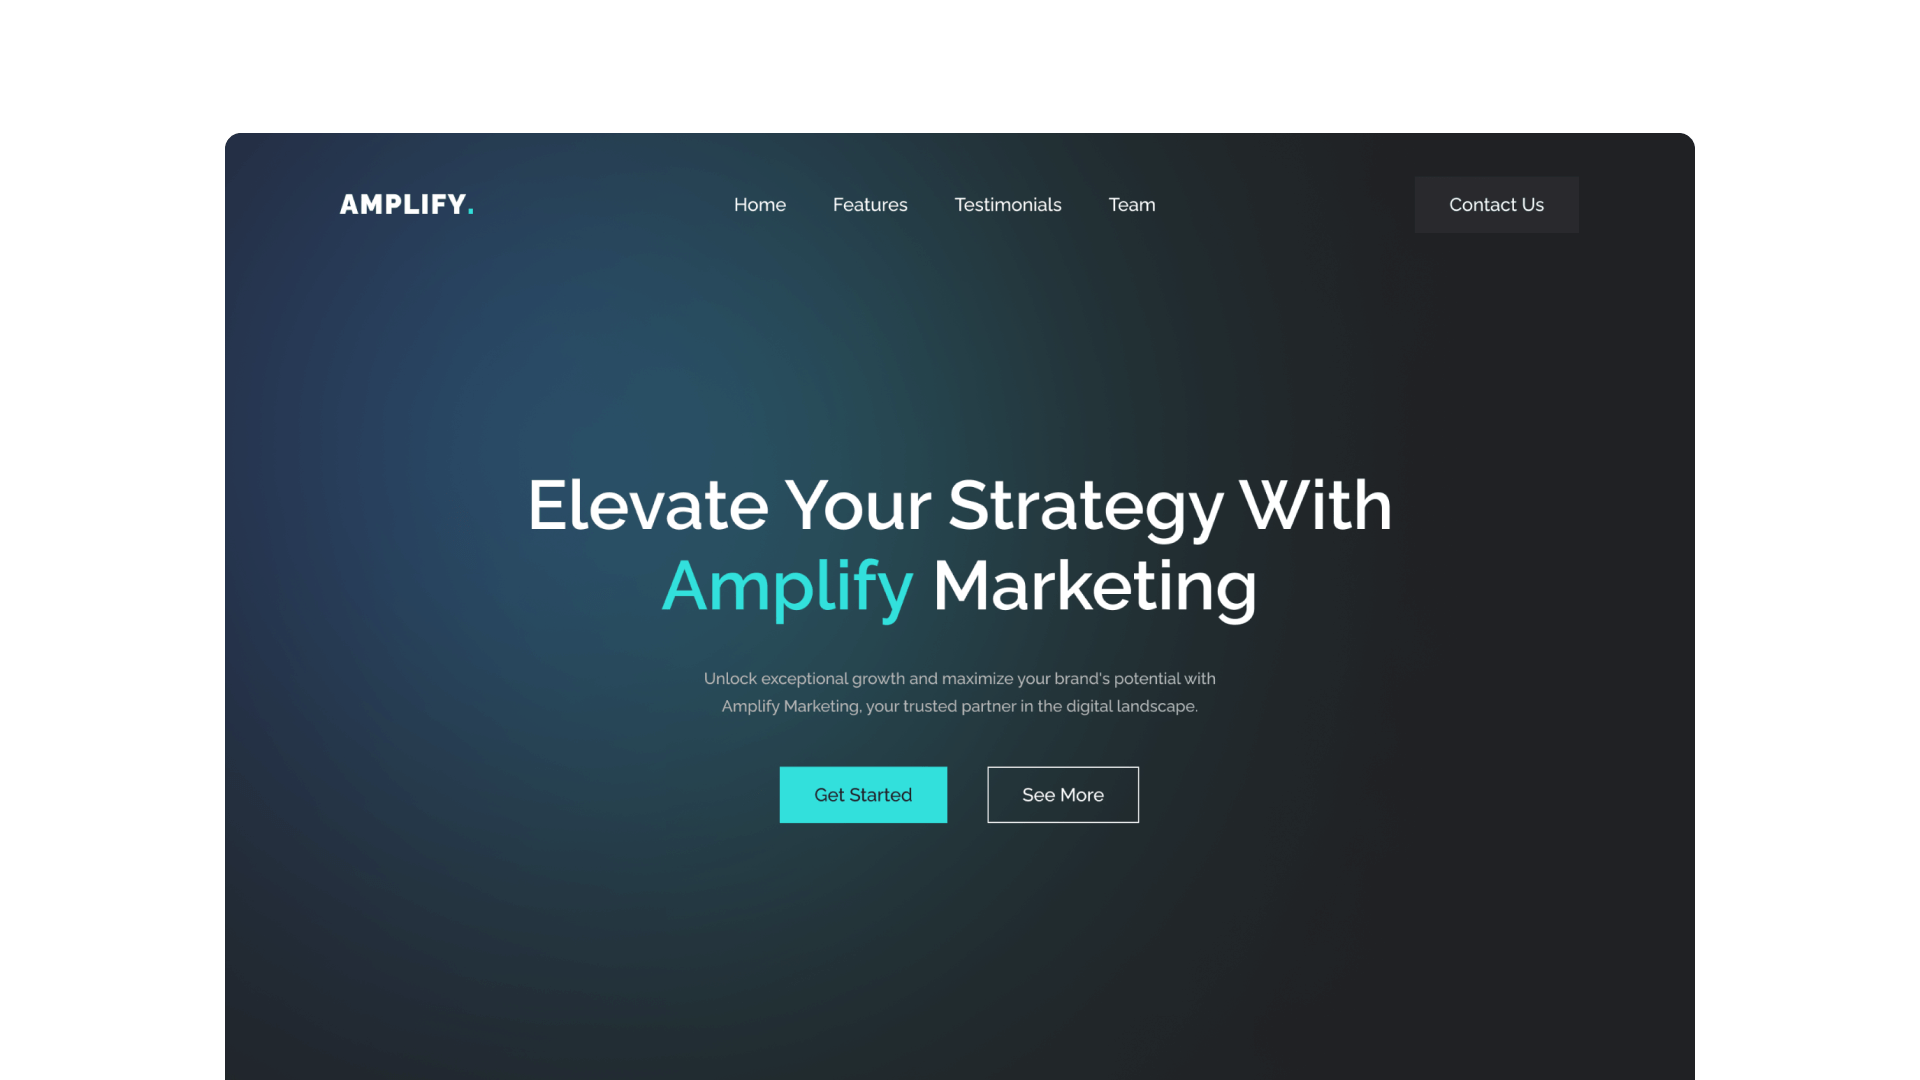 AMPLIFY.
Home
Features
Testimonials
Team
Contact Us
Elevate Your Strategy With
Amplify Marketing
Unlock exceptional growth and maximize your brand's potential with
Amplify Marketing, your trusted partner in the digital landscape.
Get Started
See More